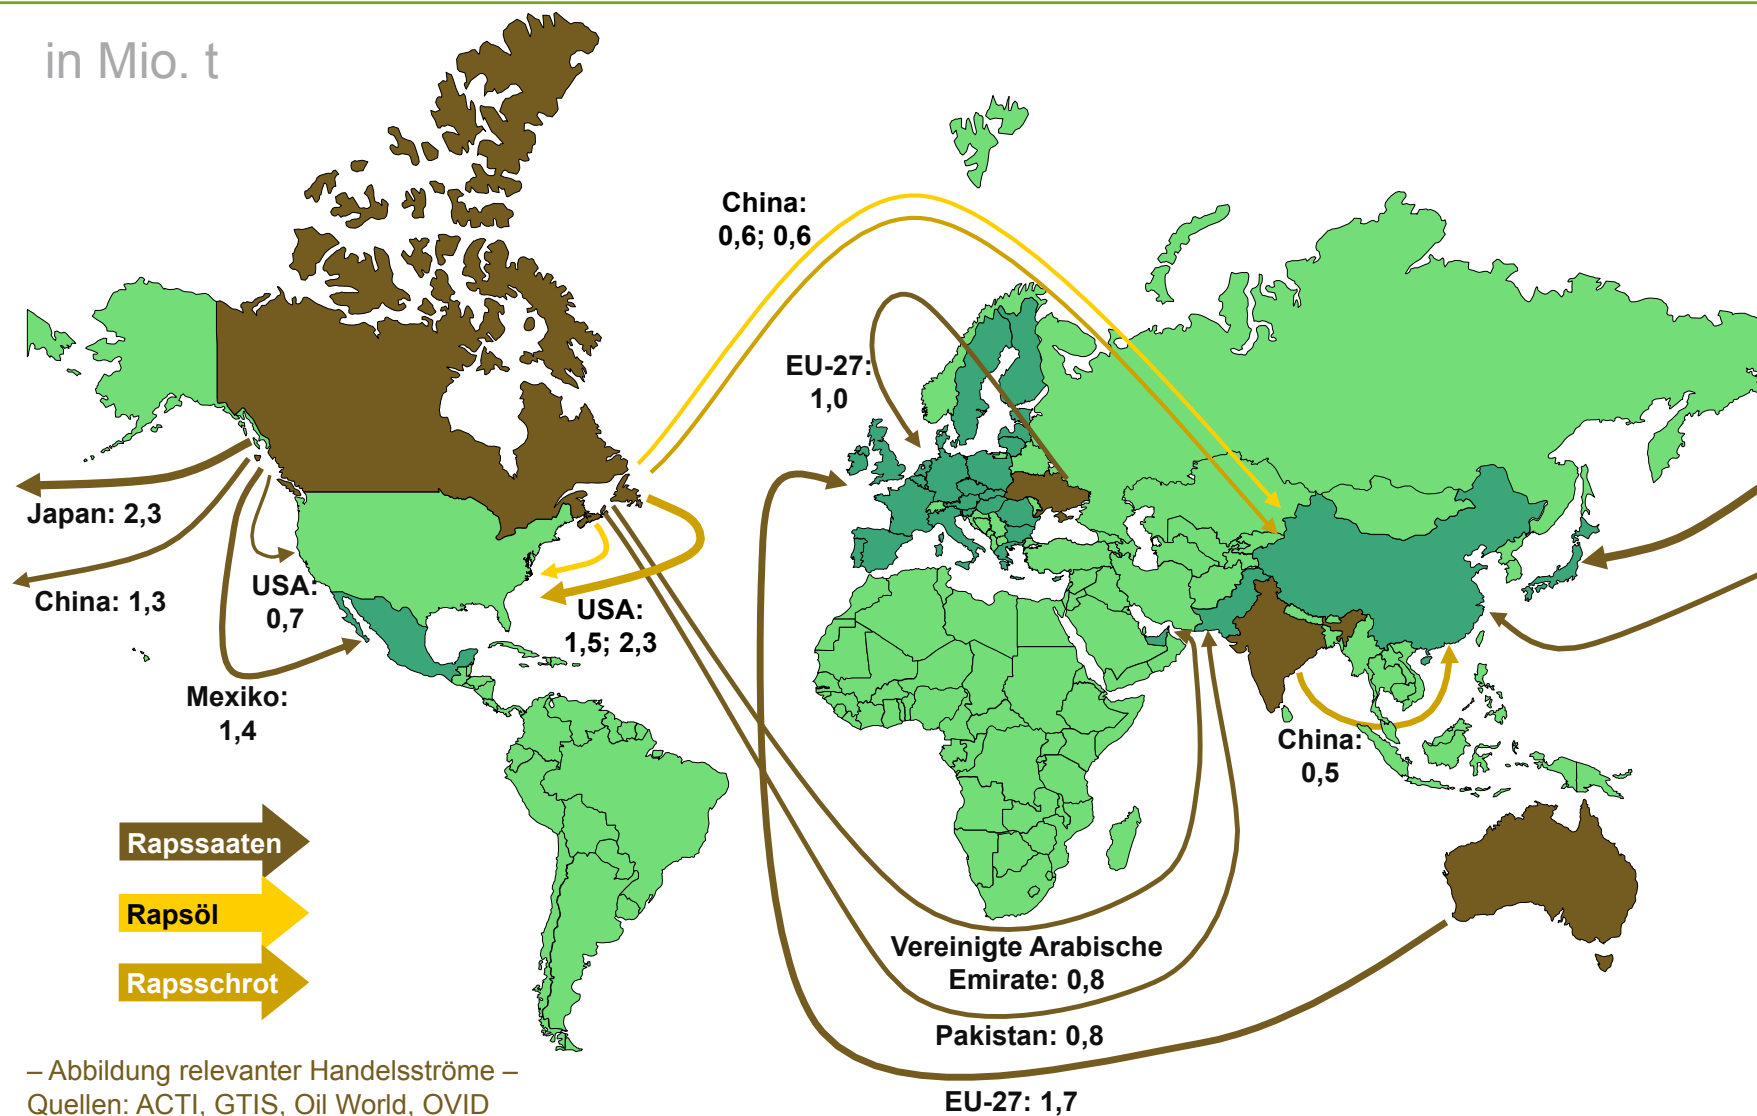 in Mio. t
China:
0,6; 0,6
EU-27:
1,0
Japan: 2,3
China: 1,3
USA:
0,7
USA:
1,5; 2,3
Mexiko:
1,4
China:
0,5
Rapssaaten
Rapsöl
Rapsschrot
Vereinigte Arabische
Emirate: 0,8
Pakistan: 0,8
EU-27: 1,7
– Abbildung relevanter Handelsströme –
Quellen: ACTI, GTIS, Oil World, OVID